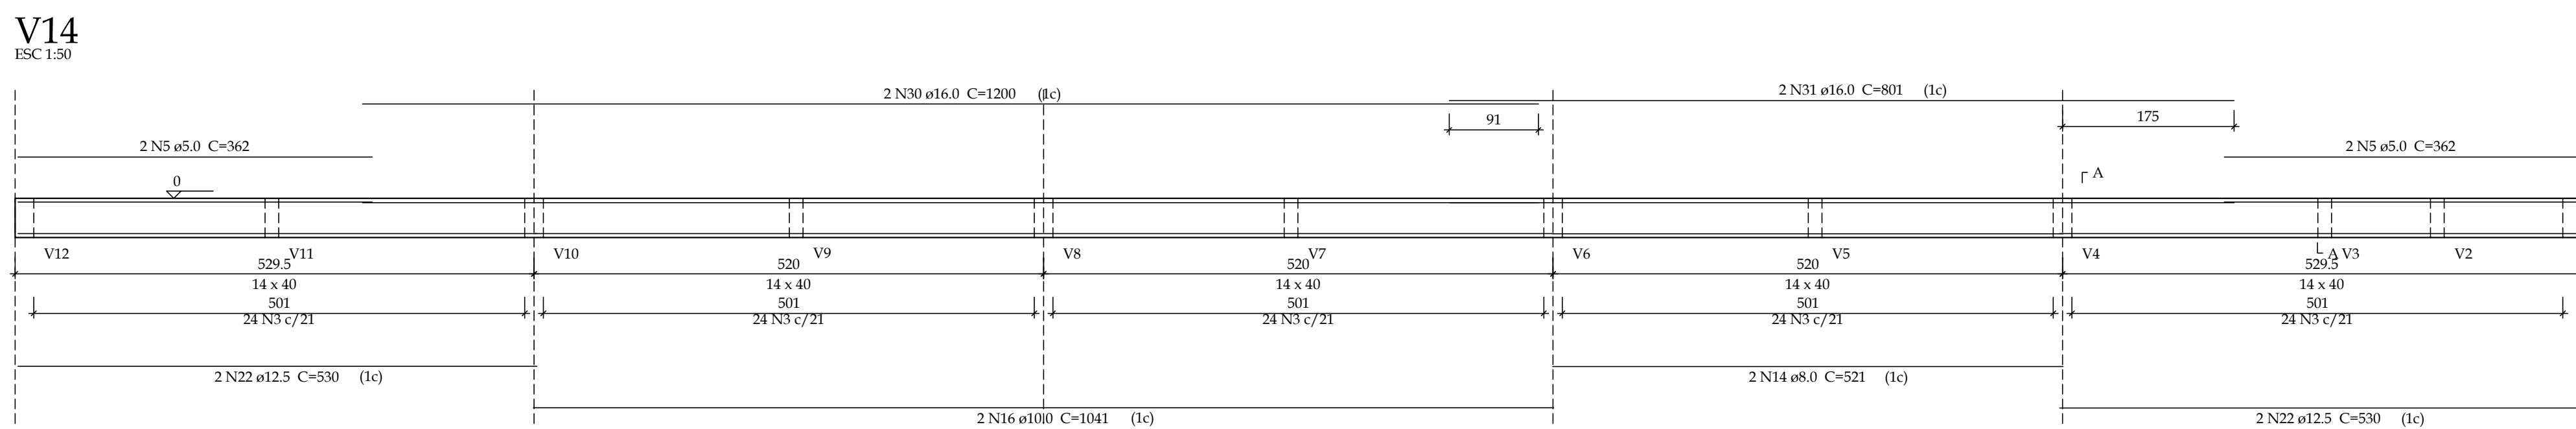 V14
ESC 1:50
2 N30 ø16.0 C=1200 (1c)
2 N31 ø16.0 C=801 (1c)
91
175
2 N5 ø5.0 C=362
2 N5 ø5.0 C=362
0
A
V12
V11
V10
V9
V8
V7
V6
V5
V4
A
V3
V2
529.5
520
520
520
529.5
14 x 40
14 x 40
14 x 40
14 x 40
14 x 40
501
501
501
501
501
24 N3 c/21
24 N3 c/21
24 N3 c/21
24 N3 c/21
24 N3 c/21
2 N22 ø12.5 C=530 (1c)
2 N14 ø8.0 C=521 (1c)
2 N16 ø10.0 C=1041 (1c)
2 N22 ø12.5 C=530 (1c)